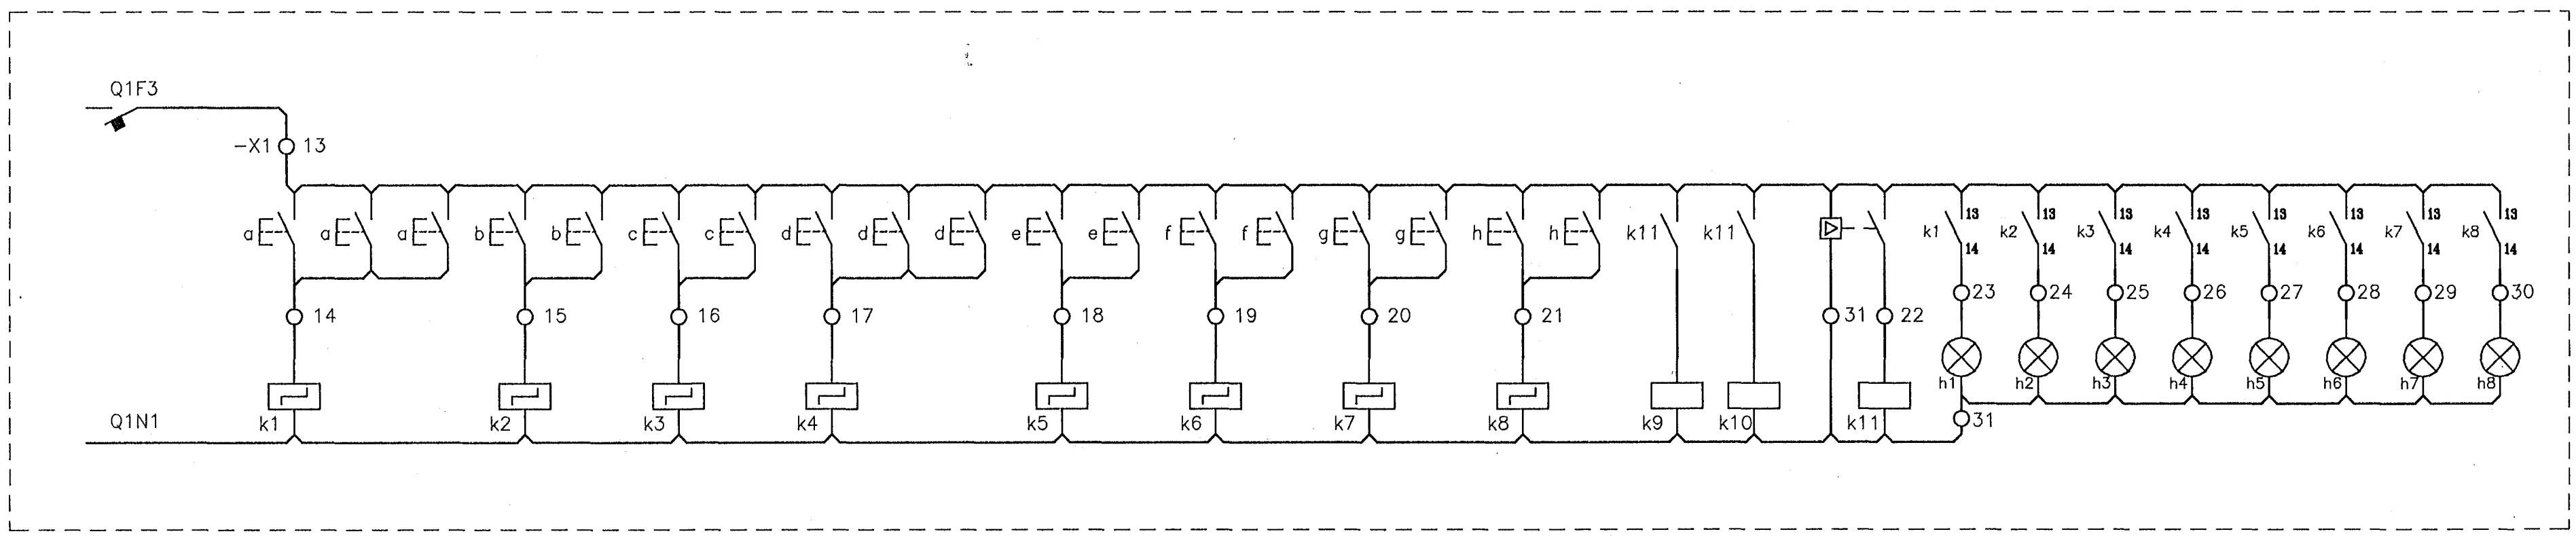 Q1F3
-X1 13
13 13 13 13 13 13 13 13
a a a b b c c d d d e e f f g g h h k11 k11 k1 k2 k3 k4 k5 k6 k7 k8
14 14 14 14 14 14 14 14
23 24 25 26 27 28 29 30
14 15 16 17 18 19 20 21 31 22
h1 h2 h3 h4 h5 h6 h7 h8
Q1N1 k1 k2 k3 k4 k5 k6 k7 k8 k9 k10 k11 31